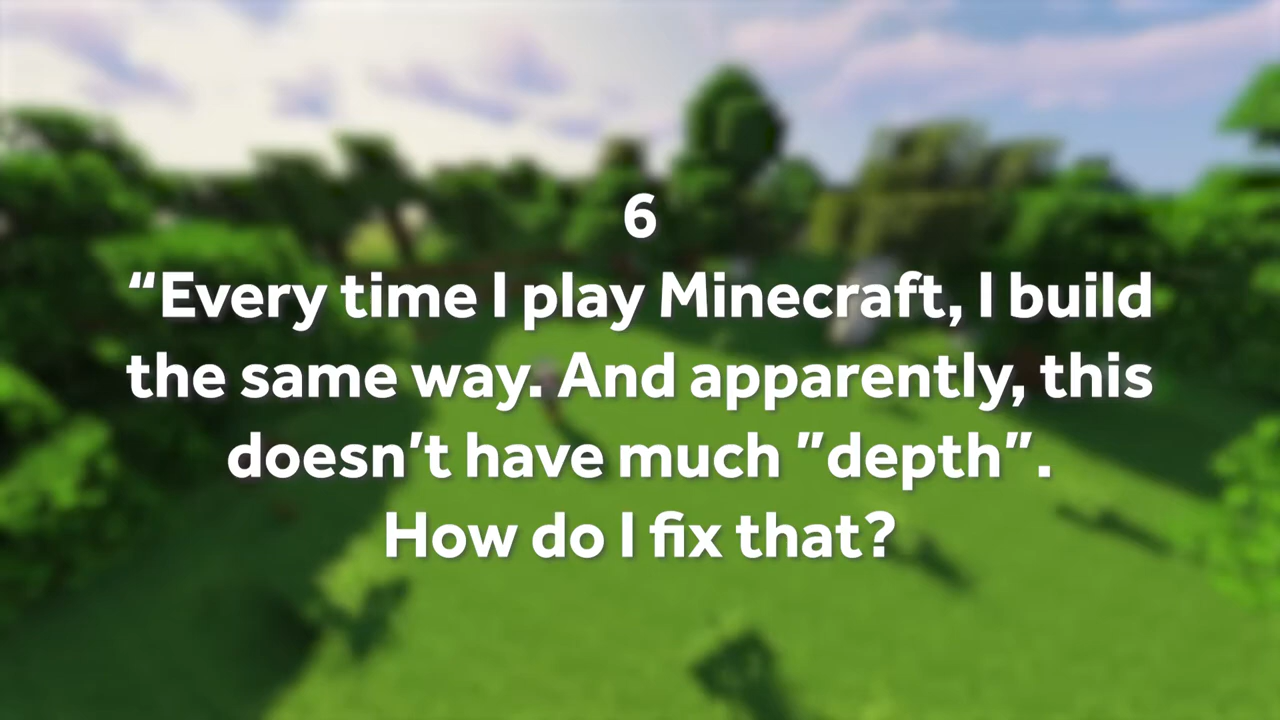 6
“Every time I play Minecraft, I build
the same way. And apparently, this
doesn't have much "depth".
How do I fix that?